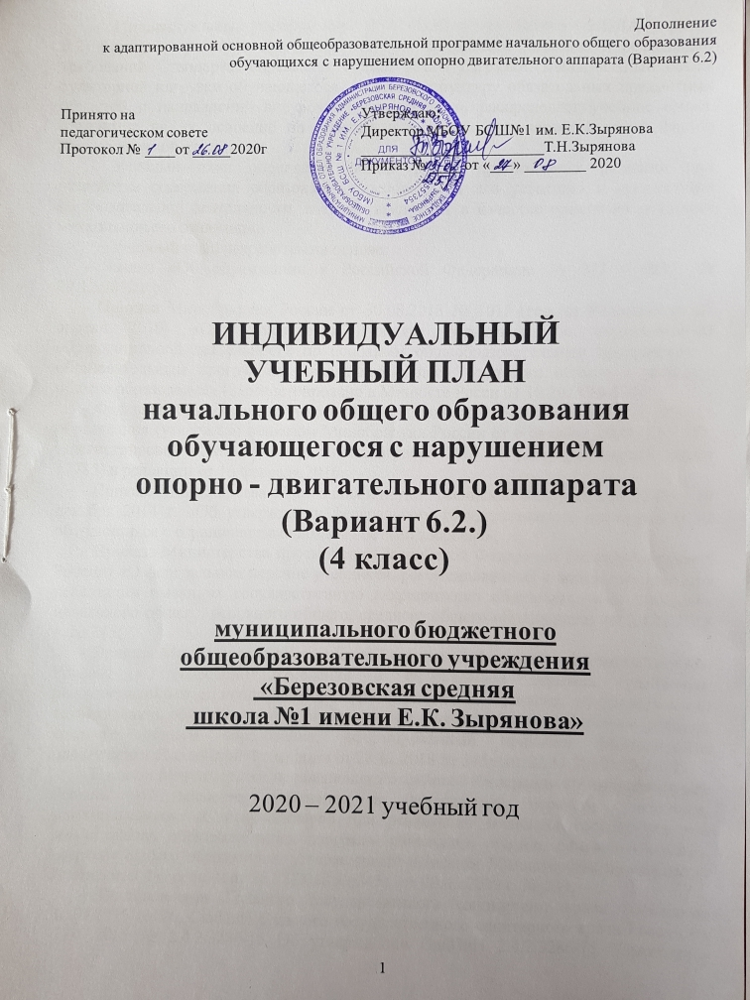 Дополнение
к адаптированной основной общеобразовательной программе начального общего образования
обучающихся с нарушением опорно двигательного аппарата (Вариант 6.2)
Принято на
педагогическом совете
Протокол № 1 от 26.08 2020г
Утверждаю:
Директор МБОУ БСШ№1 им. Е.К.Зырянова
Т.Н.Зырянова
Приказ № от « 27 » 08 2020
ДЛЯ
ДОКУМЕНТОВ
ИНДИВИДУАЛЬНЫЙ
УЧЕБНЫЙ ПЛАН
начального общего образования
обучающегося с нарушением
опорно - двигательного аппарата
(Вариант 6.2.)
(4 класс)
муниципального бюджетного
общеобразовательного учреждения
«Березовская средняя
школа №1 имени Е.К. Зырянова»
2020 – 2021 учебный год
1